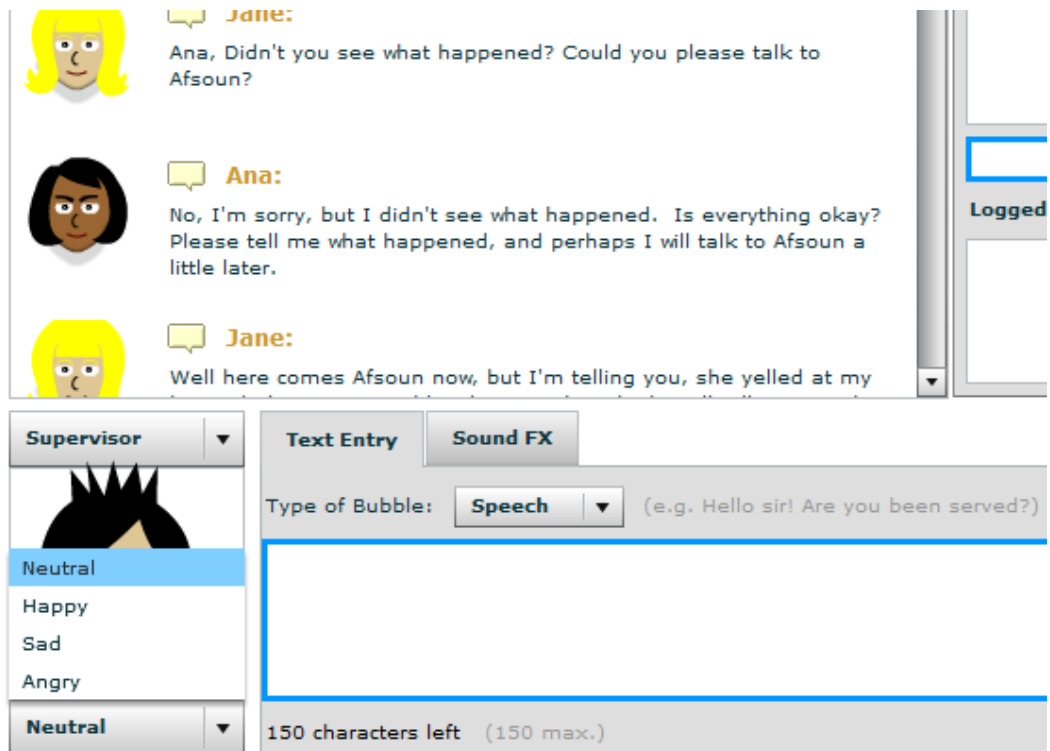 Jane:
Ana, Didn't you see what happened? Could you please talk to
Afsoun?
Ana:
No, I'm sorry, but I didn't see what happened.  Is everything okay?
Please tell me what happened, and perhaps I will talk to Afsoun a
little later.
Jane:
Well here comes Afsoun now, but I'm telling you, she yelled at my
Logged
Supervisor
Neutral
Happy
Sad
Angry
Neutral
Text Entry
Sound FX
Type of Bubble:
Speech
(e.g. Hello sir! Are you been served?)
150 characters left (150 max.)